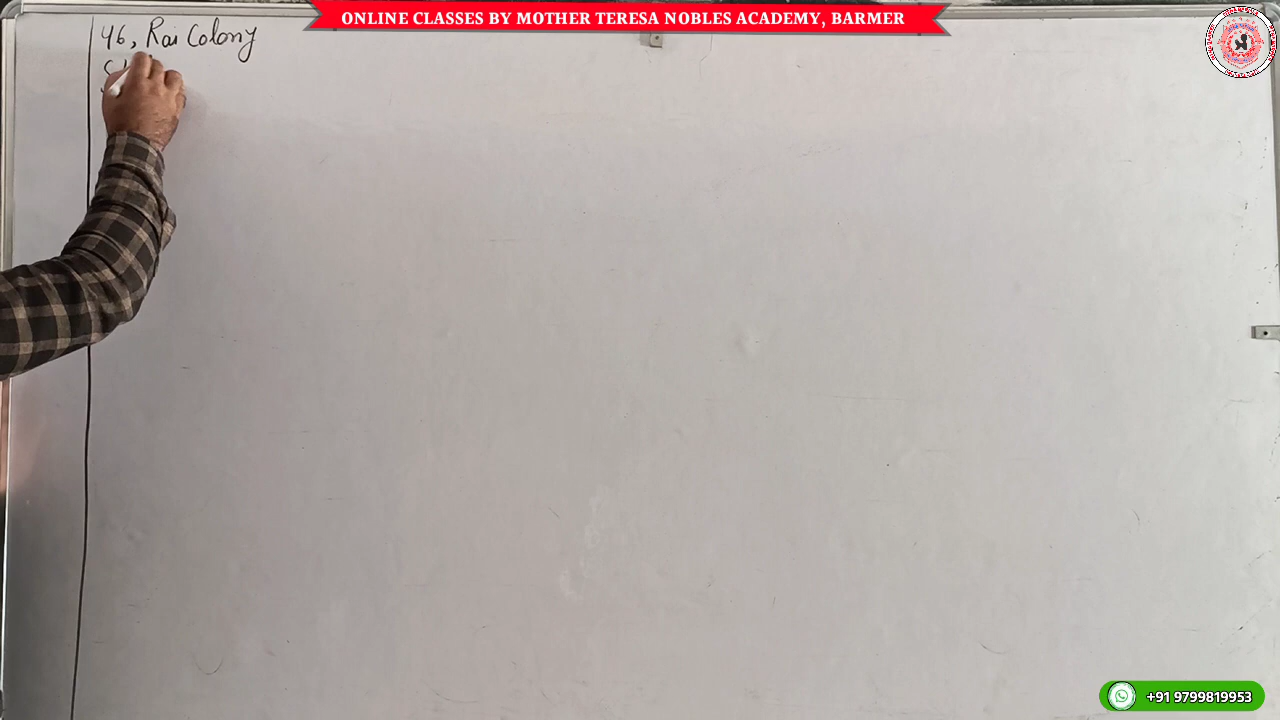 ONLINE CLASSES BY MOTHER TERESA NOBLES ACADEMY, BARMER
46, Rai Colony
+91 9799819953